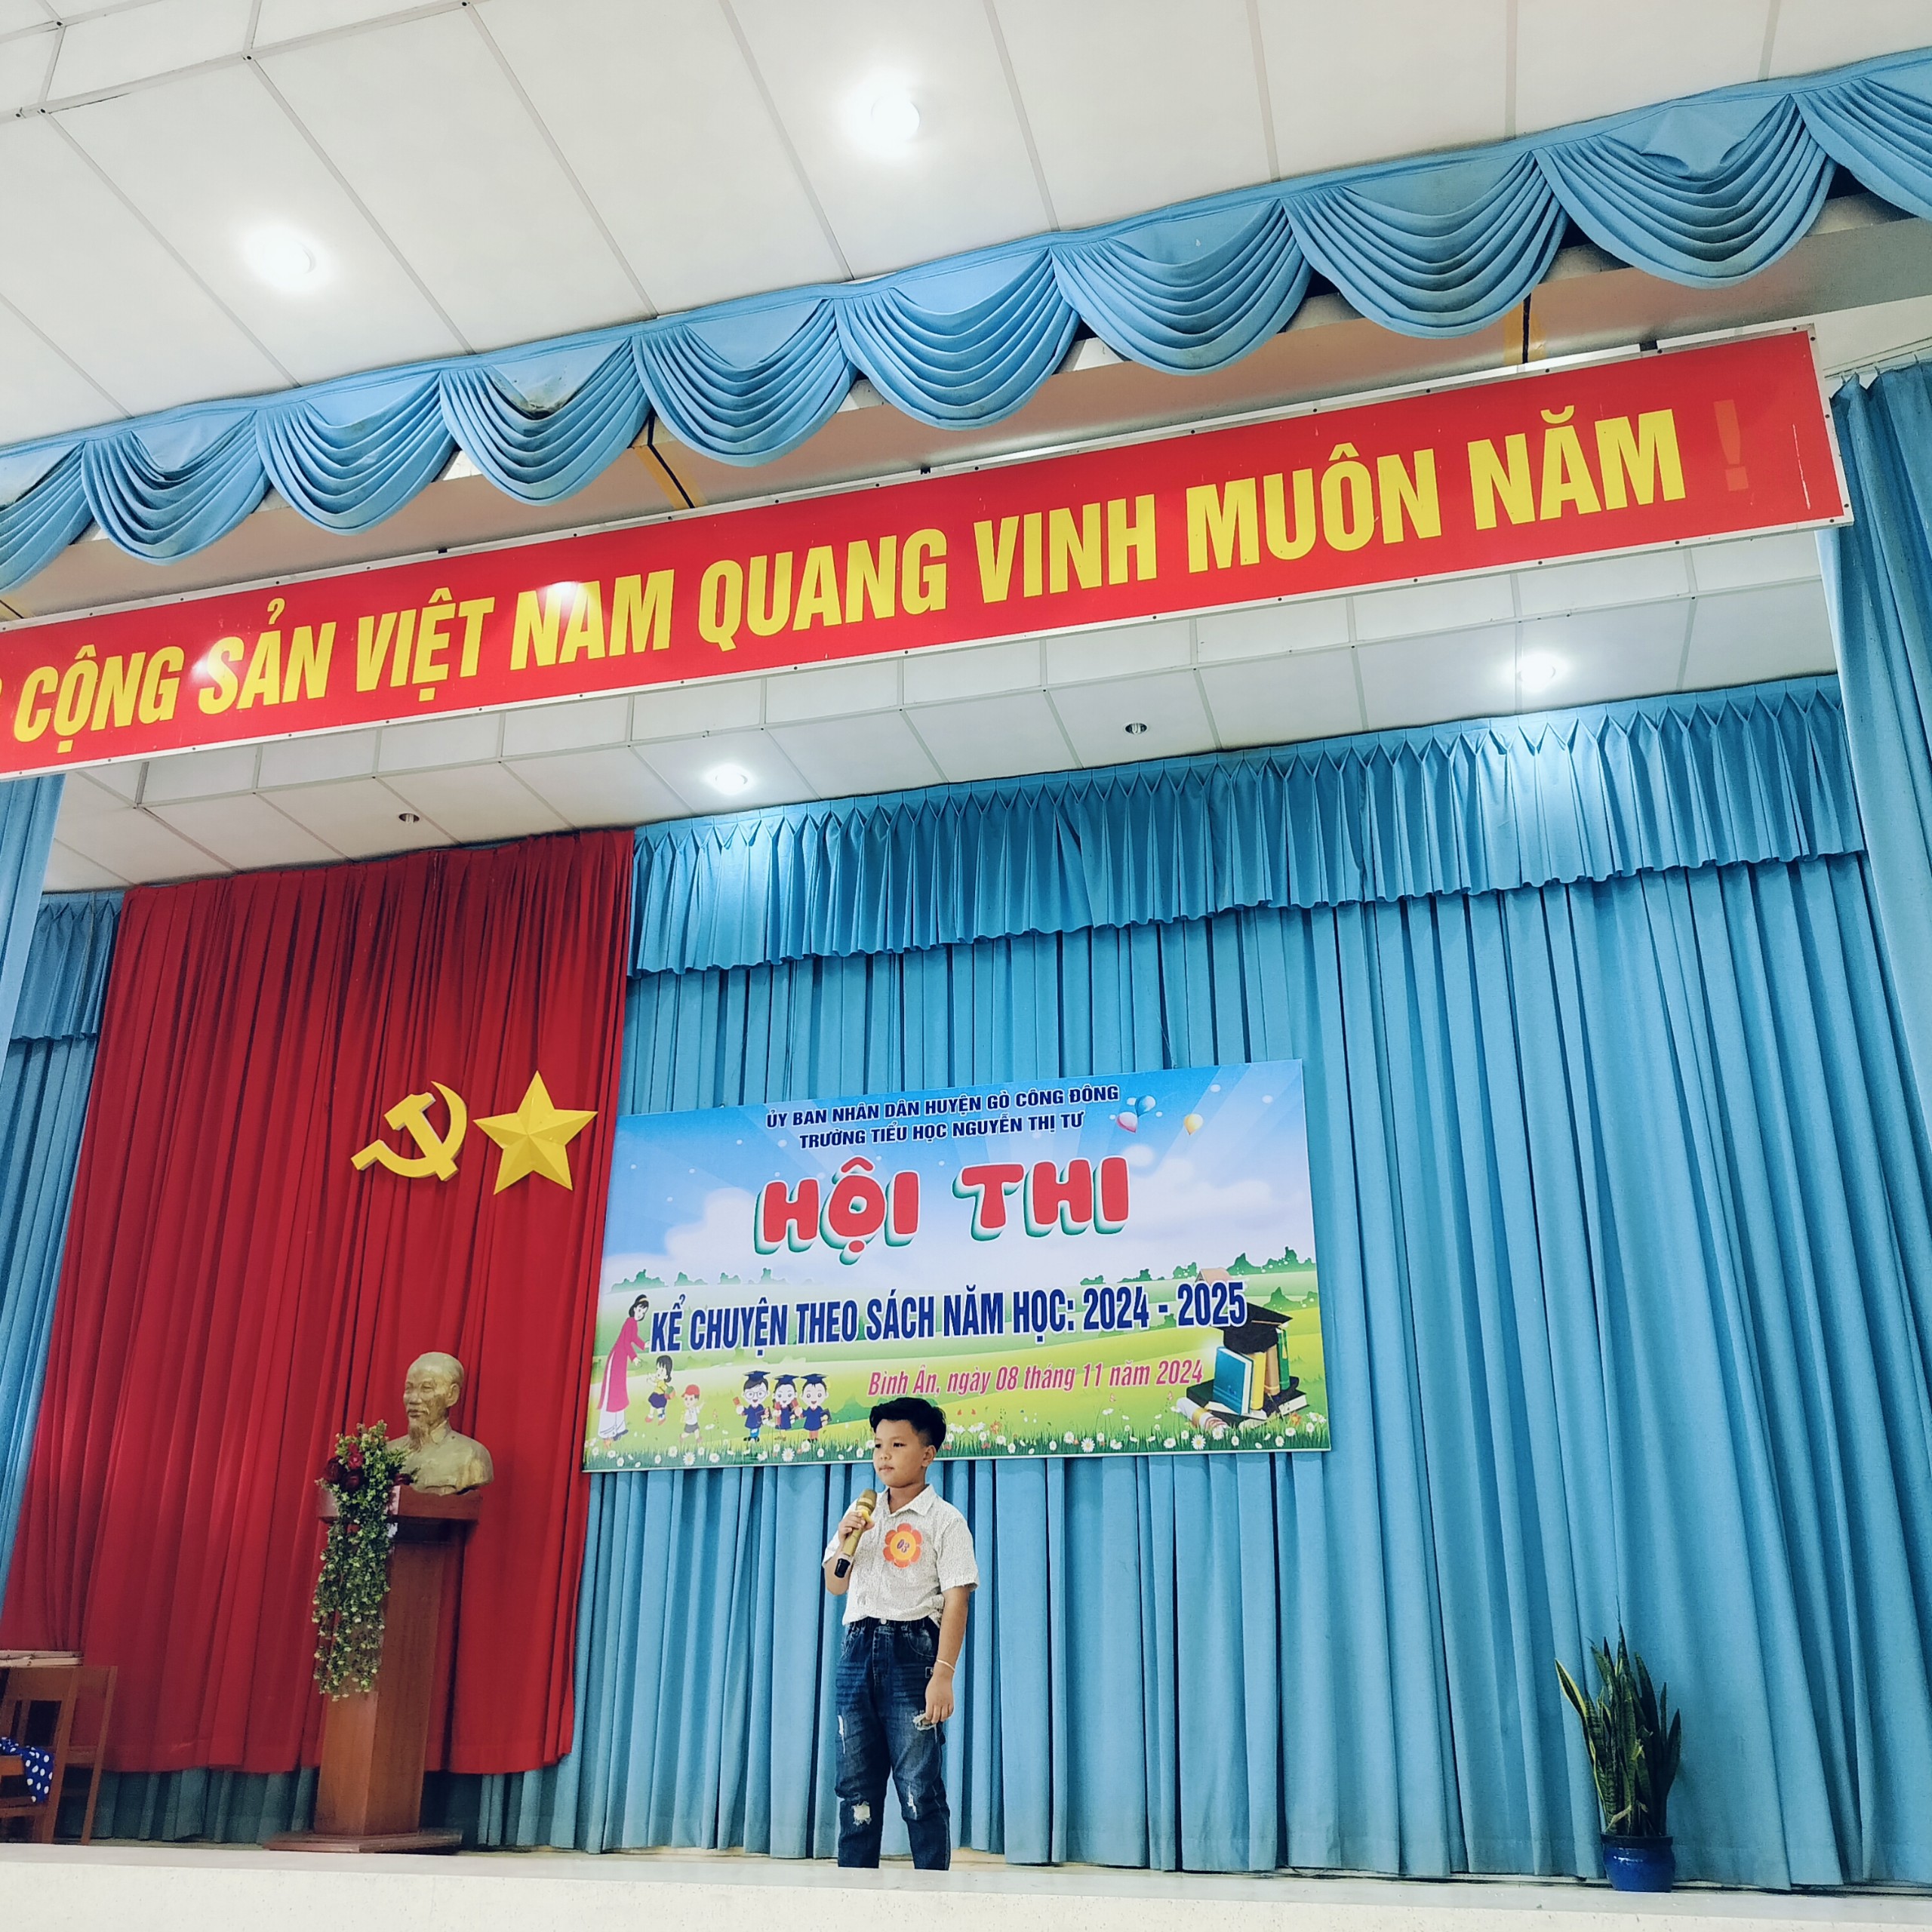 CỘNG SẢN VIỆT NAM QUANG VINH MUÔN NĂM !
ỦY BAN NHÂN DÂN HUYỆN GÒ CÔNG ĐÔNG
TRƯỜNG TIỂU HỌC NGUYỄN THỊ TƯ
HỘI THI
KỂ CHUYỆN THEO SÁCH NĂM HỌC: 2024 - 2025
Bình Ân, ngày 08 tháng 11 năm 2024
03